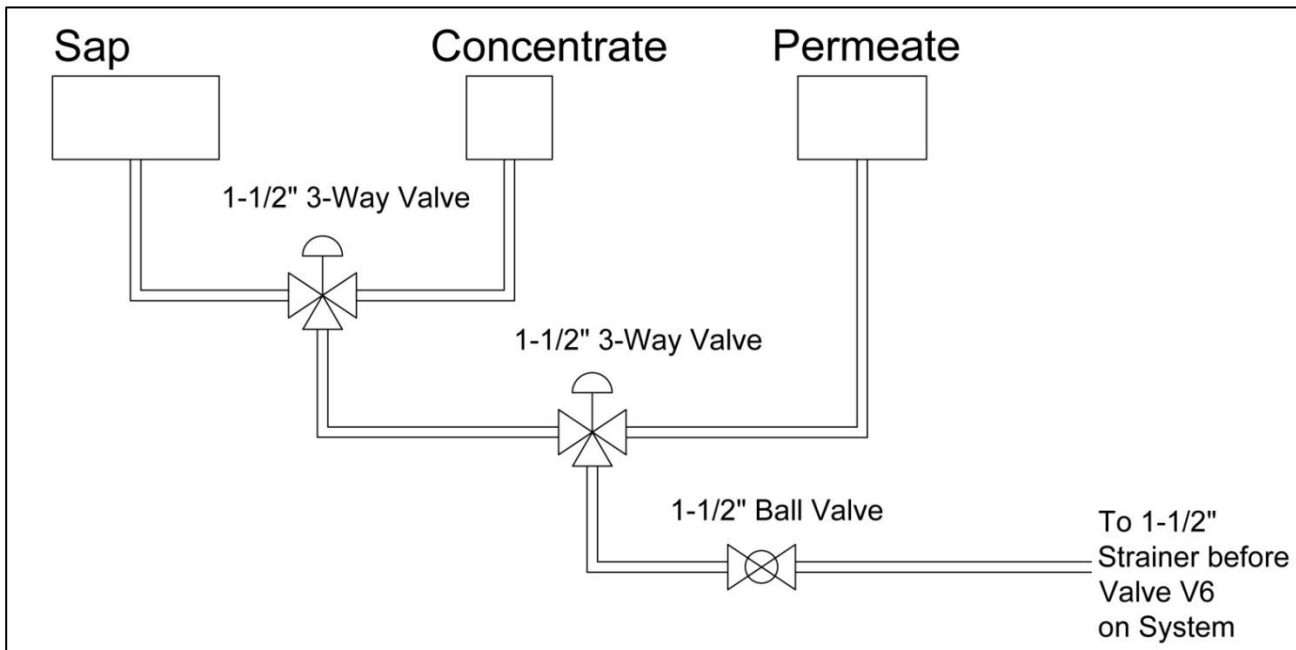 Sap
Concentrate
Permeate
1-1/2" 3-Way Valve
1-1/2" 3-Way Valve
1-1/2" Ball Valve
To 1-1/2"
Strainer before
Valve V6
on System